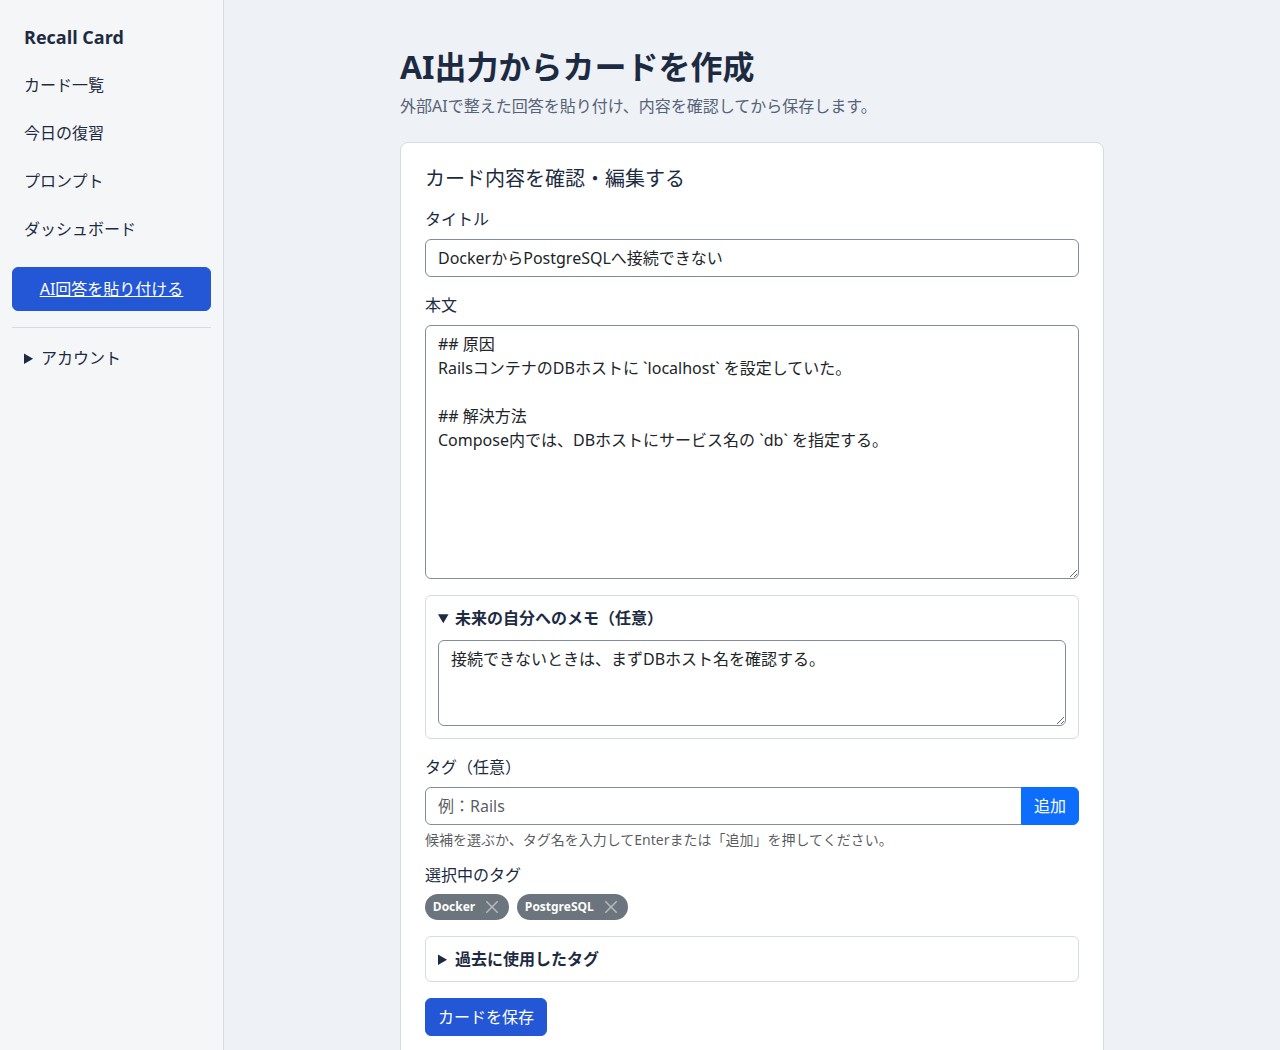 Recall Card
カード一覧
今日の復習
プロンプト
ダッシュボード
AI回答を貼り付ける
アカウント
AI出力からカードを作成
外部AIで整えた回答を貼り付け、内容を確認してから保存します。
カード内容を確認・編集する
タイトル
DockerからPostgreSQLへ接続できない
本文
## 原因
RailsコンテナのDBホストに `localhost` を設定していた。
## 解決方法
Compose内では、DBホストにサービス名の `db` を指定する。
未来の自分へのメモ（任意）
接続できないときは、まずDBホスト名を確認する。
タグ（任意）
例：Rails
追加
候補を選ぶか、タグ名を入力してEnterまたは「追加」を押してください。
選択中のタグ
Docker PostgreSQL
過去に使用したタグ
カードを保存